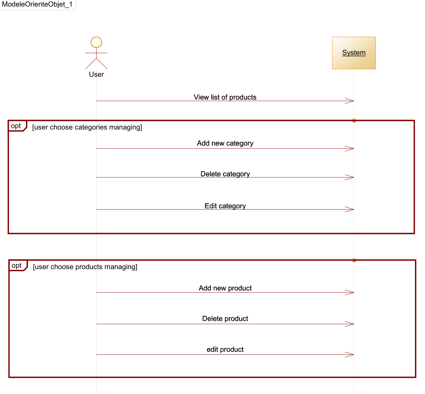 ModeleOrienteObjet_1
User
System
View list of products
opt
[user choose categories managing]
Add new category
Delete category
Edit category
opt
[user choose products managing]
Add new product
Delete product
edit product